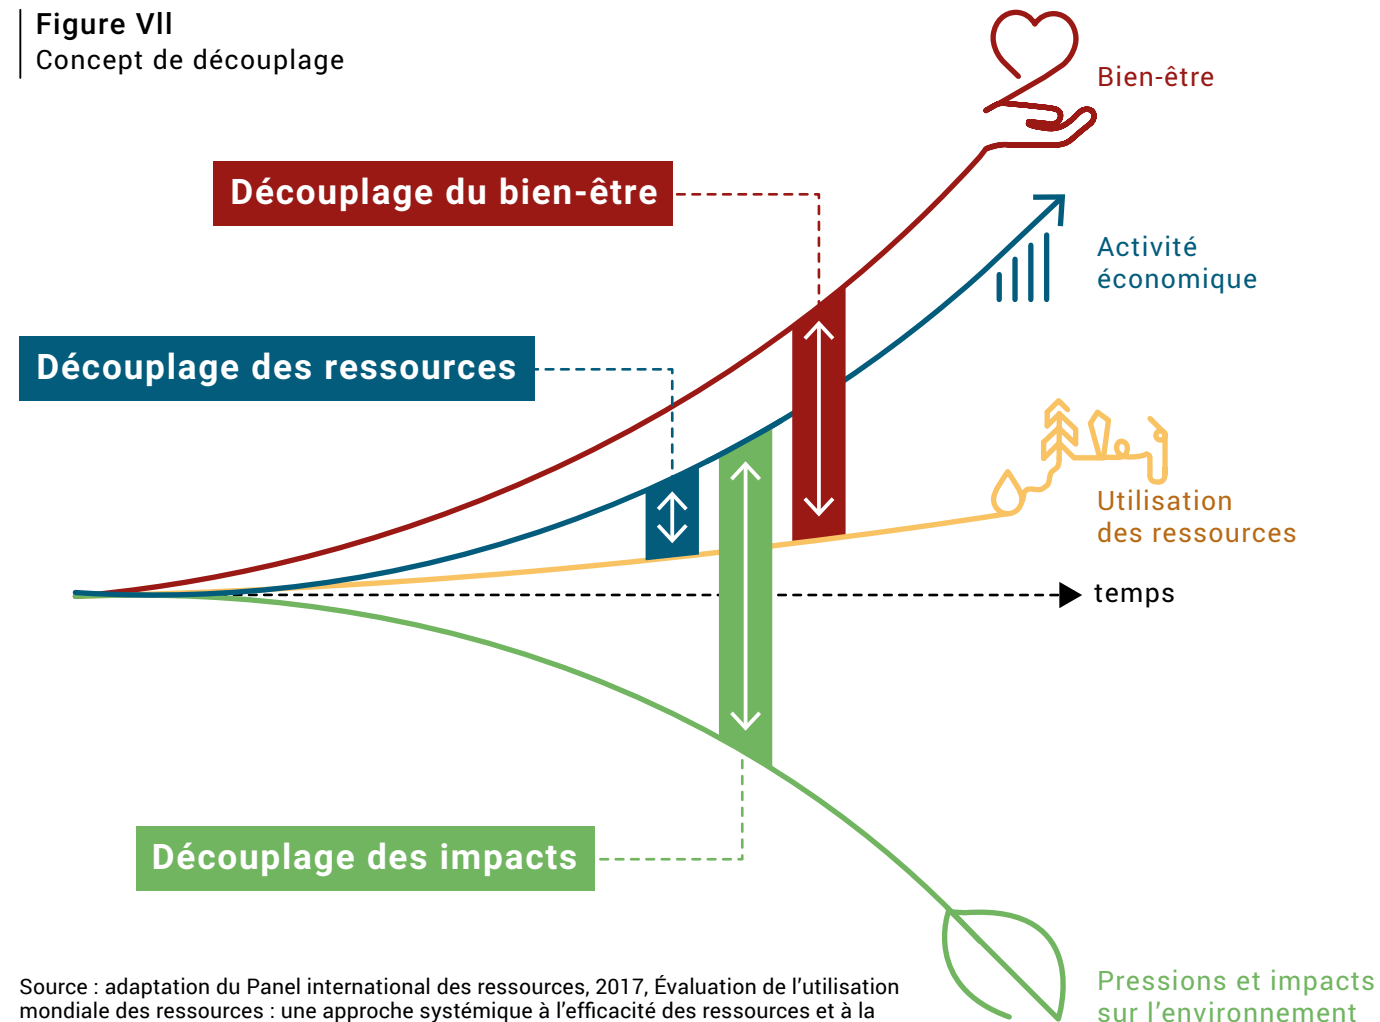 Figure Vll
Concept de découplage
Bien-être
Découplage du bien-être
Activité
économique
Découplage des ressources
Utilisation
des ressources
temps
Découplage des impacts
Pressions et impacts
sur l'environnement
Source : adaptation du Panel international des ressources, 2017, Évaluation de l'utilisation
mondiale des ressources : une approche systémique à l'efficacité des ressources et à la